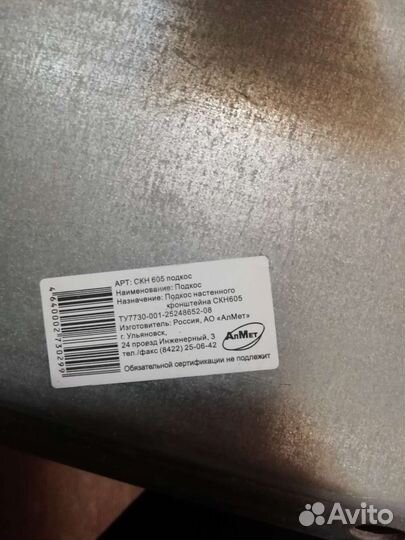 АРТ: СКН 605 подкос
Наименование: Подкос
Назначение: Подкос настенного
кронштейна СКН605
ТУ7730-001-25248652-08
Изготовитель: Россия, АО «АлМет»
г. Ульяновск,
24 проезд Инженерный, 3
тел./факс (8422) 25-06-42
АлМет
Обязательной сертификации не подлежит
4640002730299
Avito